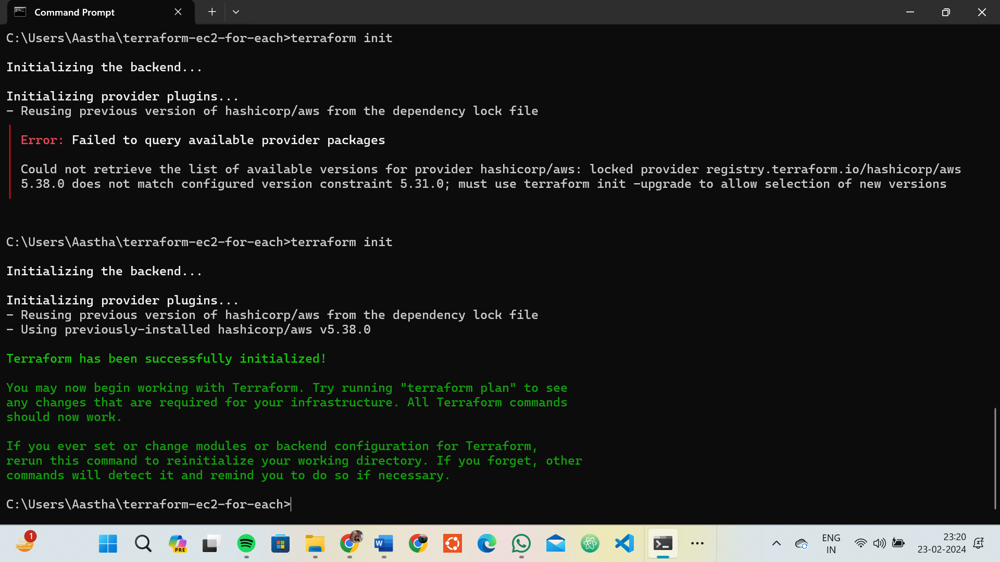 Command Prompt
C:\Users\Aastha\terraform-ec2-for-each>terraform init
Initializing the backend...
Initializing provider plugins...
- Reusing previous version of hashicorp/aws from the dependency lock file
Error: Failed to query available provider packages
Could not retrieve the list of available versions for provider hashicorp/aws: locked provider registry.terraform.io/hashicorp/aws
5.38.0 does not match configured version constraint 5.31.0; must use terraform init -upgrade to allow selection of new versions
C:\Users\Aastha\terraform-ec2-for-each>terraform init
Initializing the backend...
Initializing provider plugins...
- Reusing previous version of hashicorp/aws from the dependency lock file
- Using previously-installed hashicorp/aws v5.38.0
Terraform has been successfully initialized!
You may now begin working with Terraform. Try running "terraform plan" to see
any changes that are required for your infrastructure. All Terraform commands
should now work.
If you ever set or change modules or backend configuration for Terraform,
rerun this command to reinitialize your working directory. If you forget, other
commands will detect it and remind you to do so if necessary.
C:\Users\Aastha\terraform-ec2-for-each>
1
PRE
W
ENG
IN
23:20
23-02-2024